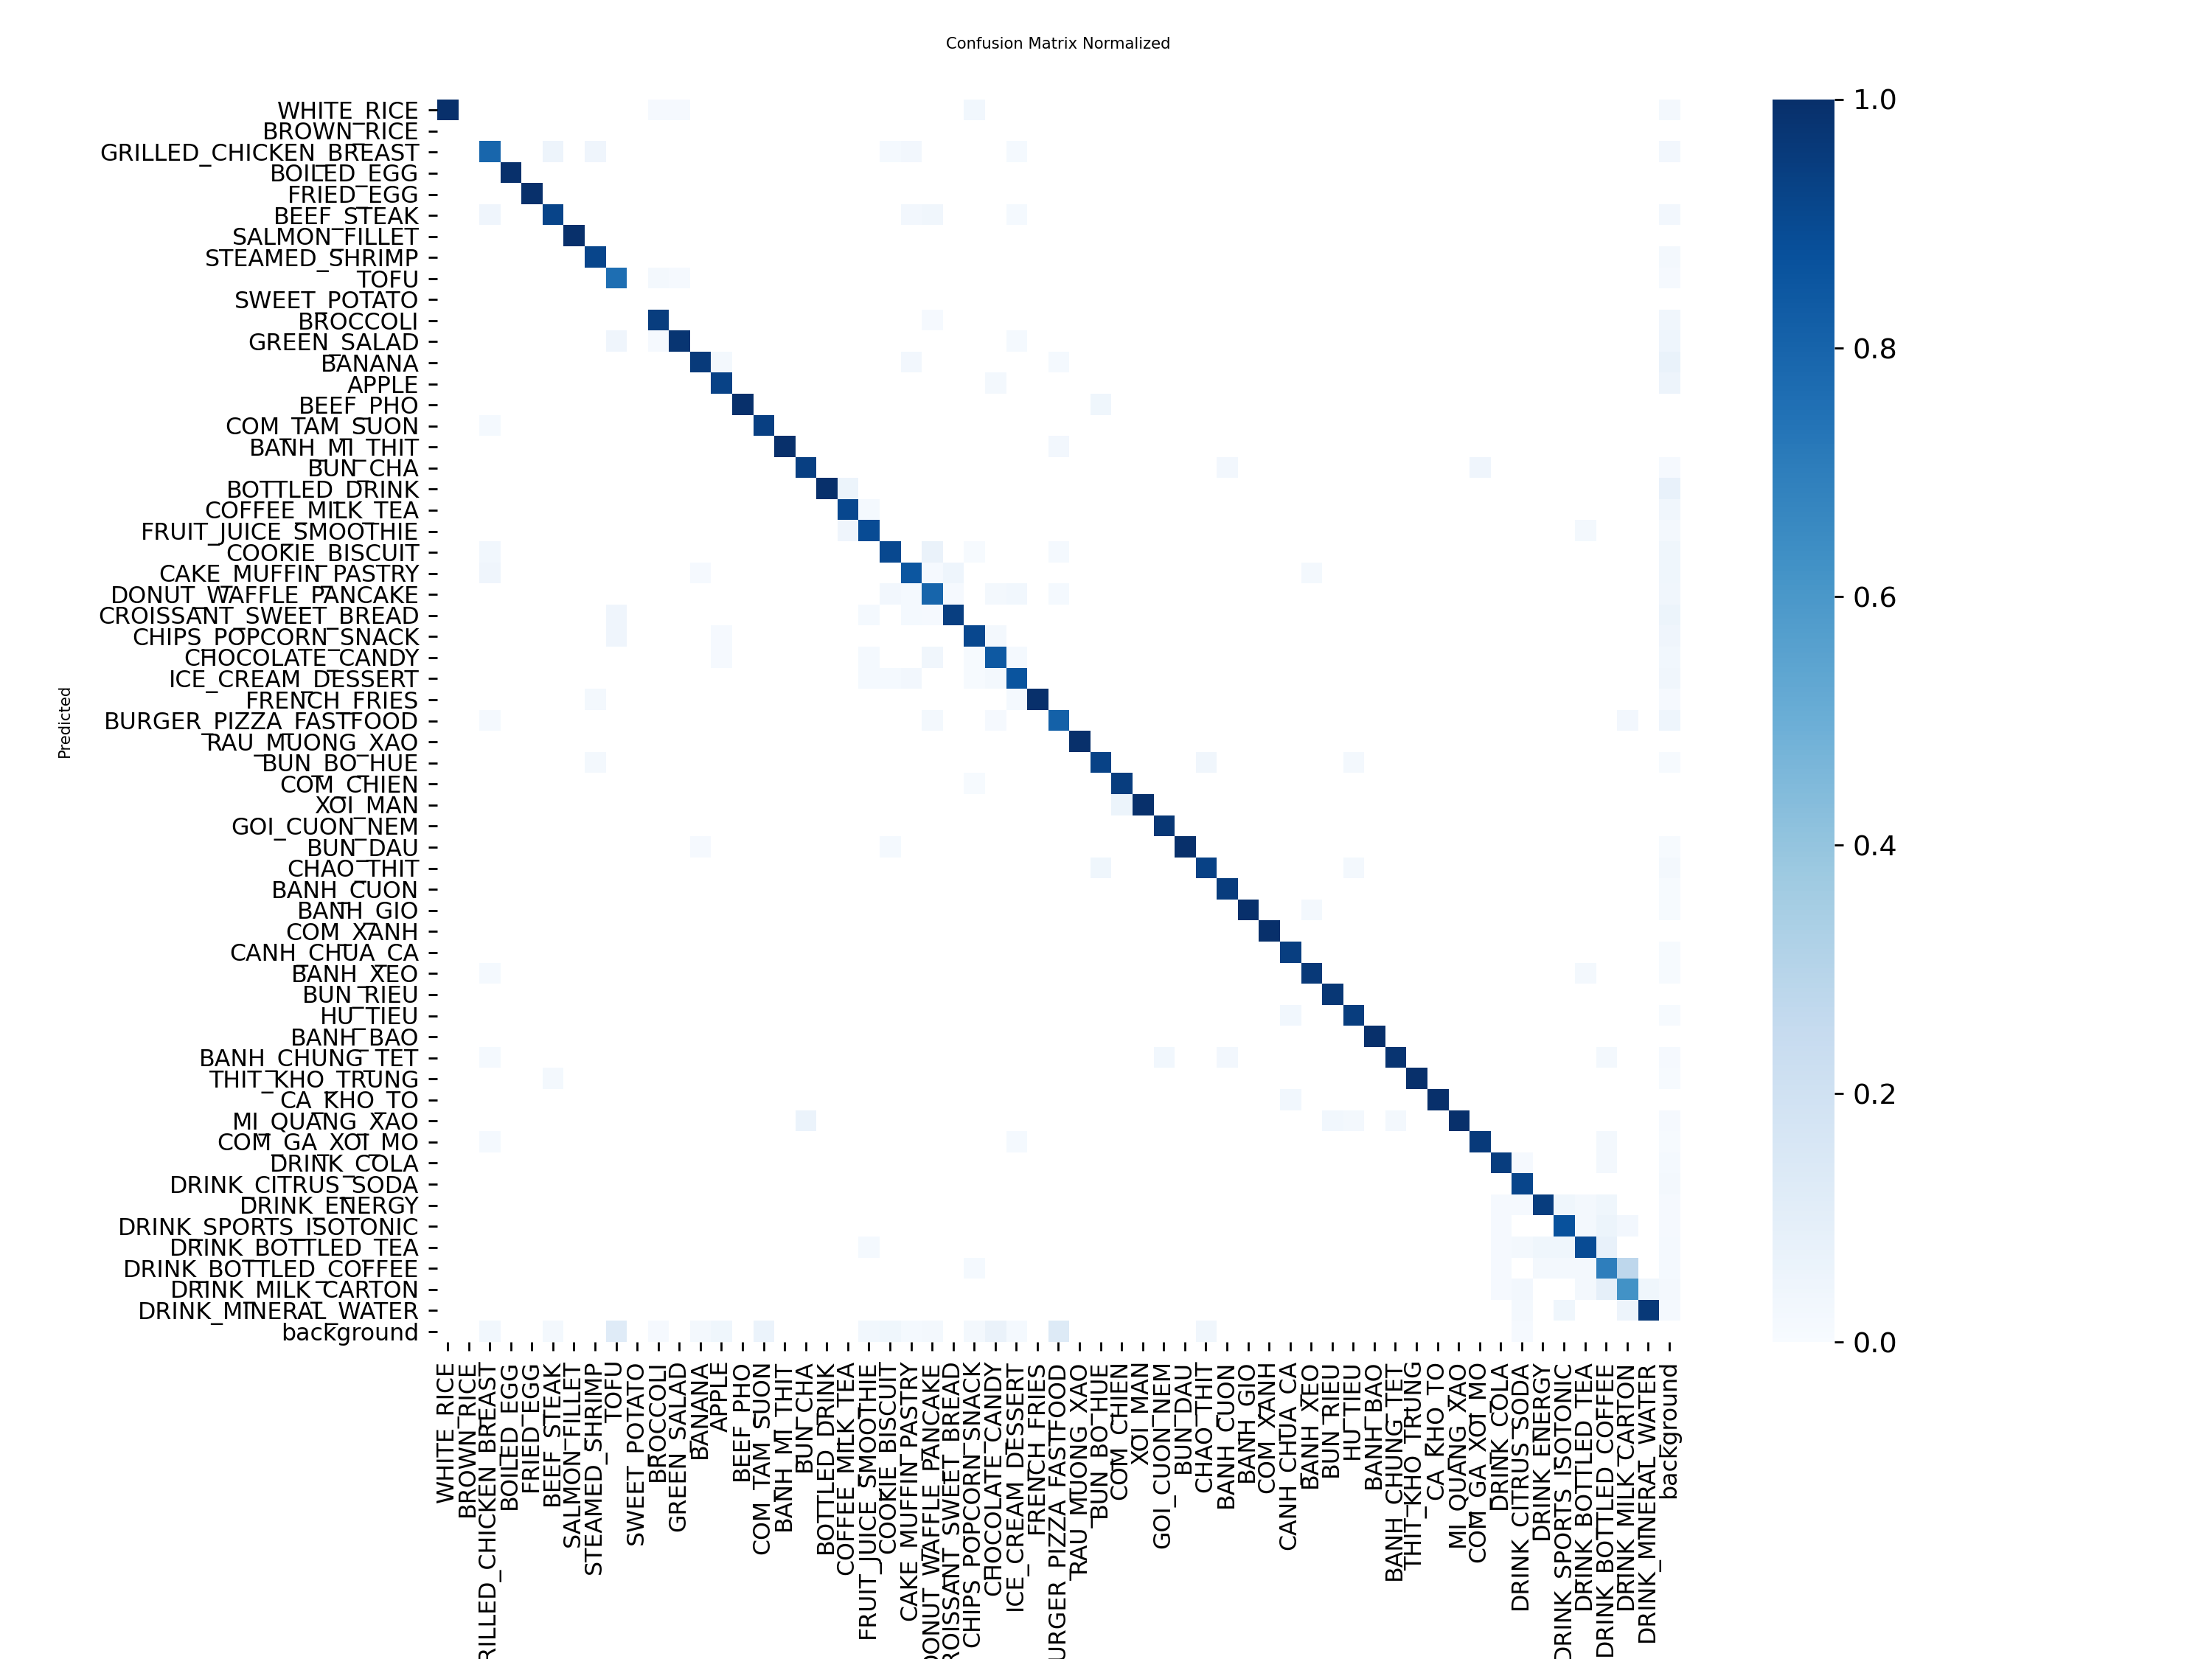 Confusion Matrix Normalized
WHITE_RICE
BROWN_RICE
GRILLED_CHICKEN_BREAST
BOILED_EGG
FRIED_EGG
BEEF_STEAK
SALMON_FILLET
STEAMED_SHRIMP
TOFU
SWEET_POTATO
BROCCOLI
GREEN_SALAD
BANANA
APPLE
BEEF_PHO
COM_TAM_SUON
BANH_MI_THIT
BUN_CHA
BOTTLED_DRINK
COFFEE_MILK_TEA
FRUIT_JUICE_SMOOTHIE
COOKIE_BISCUIT
CAKE_MUFFIN_PASTRY
DONUT_WAFFLE_PANCAKE
CROISSANT_SWEET_BREAD
CHIPS_POPCORN_SNACK
CHOCOLATE_CANDY
ICE_CREAM_DESSERT
FRENCH_FRIES
BURGER_PIZZA_FASTFOOD
RAU_MUONG_XAO
BUN_BO_HUE
COM_CHIEN
XOI_MAN
GOI_CUON_NEM
BUN_DAU
CHAO_THIT
BANH_CUON
BANH_GIO
COM_XANH
CANH_CHUA_CA
BANH_XEO
BUN_RIEU
HU_TIEU
BANH_BAO
BANH_CHUNG_TET
THIT_KHO_TRUNG
CA_KHO_TO
MI_QUANG_XAO
COM_GA_XOI_MO
DRINK_COLA
DRINK_CITRUS_SODA
DRINK_ENERGY
DRINK_SPORTS_ISOTONIC
DRINK_BOTTLED_TEA
DRINK_BOTTLED_COFFEE
DRINK_MILK_CARTON
DRINK_MINERAL_WATER
background
Predicted
WHITE_RICE
BROWN_RICE
RILLED_CHICKEN_BREAST
BOILED_EGG
FRIED_EGG
BEEF_STEAK
SALMON_FILLET
STEAMED_SHRIMP
TOFU
SWEET_POTATO
BROCCOLI
GREEN_SALAD
BANANA
APPLE
BEEF_PHO
COM_TAM_SUON
BANH_MI_THIT
BUN_CHA
BOTTLED_DRINK
COFFEE_MILK_TEA
FRUIT_JUICE_SMOOTHIE
COOKIE_BISCUIT
CAKE_MUFFIN_PASTRY
DONUT_WAFFLE_PANCAKE
ROISSANT_SWEET_BREAD
CHIPS_POPCORN_SNACK
CHOCOLATE_CANDY
ICE_CREAM_DESSERT
FRENCH_FRIES
URGER_PIZZA_FASTFOOD
RAU_MUONG_XAO
BUN_BO_HUE
COM_CHIEN
XOI_MAN
GOI_CUON_NEM
BUN_DAU
CHAO_THIT
BANH_CUON
BANH_GIO
COM_XANH
CANH_CHUA_CA
BANH_XEO
BUN_RIEU
HU_TIEU
BANH_BAO
BANH_CHUNG_TET
THIT_KHO_TRUNG
CA_KHO_TO
MI_QUANG_XAO
COM_GA_XOI_MO
DRINK_COLA
DRINK_CITRUS_SODA
DRINK_ENERGY
DRINK_SPORTS_ISOTONIC
DRINK_BOTTLED_TEA
DRINK_BOTTLED_COFFEE
DRINK_MILK_CARTON
DRINK_MINERAL_WATER
background
1.0
0.8
0.6
0.4
0.2
0.0